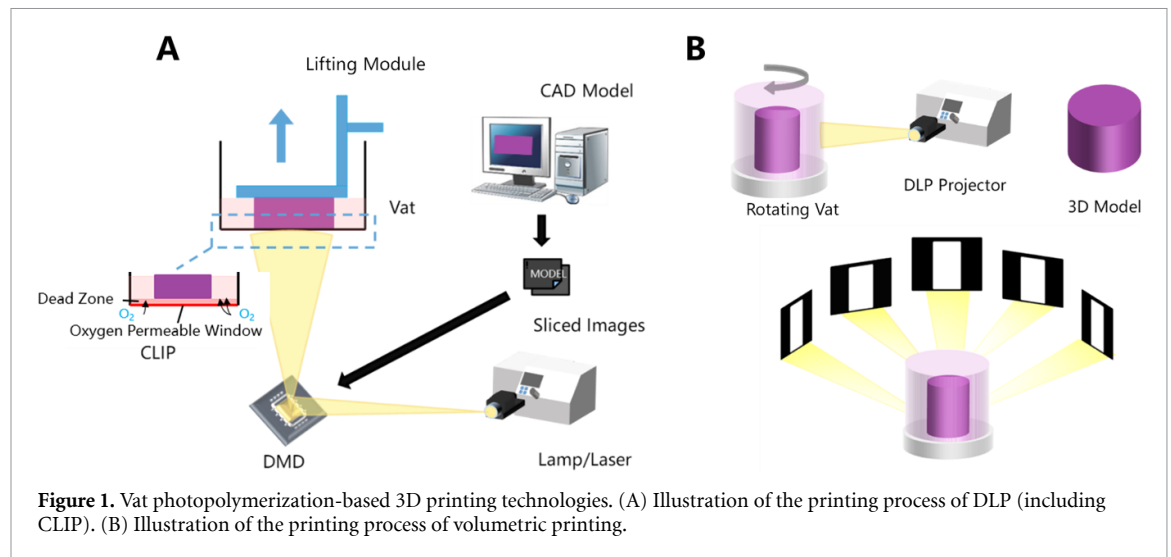 A
Lifting Module
CAD Model
Vat
Dead Zone
O₂
O₂
Oxygen Permeable Window
CLIP
MODEL
Sliced Images
DMD
Lamp/Laser
B
DLP Projector
Rotating Vat
3D Model
Figure 1. Vat photopolymerization-based 3D printing technologies. (A) Illustration of the printing process of DLP (including
CLIP). (B) Illustration of the printing process of volumetric printing.